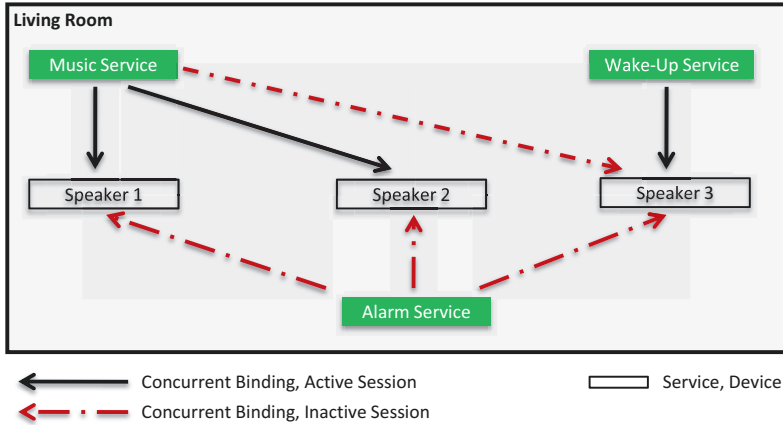 Living Room
Music Service
Wake-Up Service
Speaker 1
Speaker 2
Speaker 3
Alarm Service
Concurrent Binding, Active Session
Service, Device
Concurrent Binding, Inactive Session